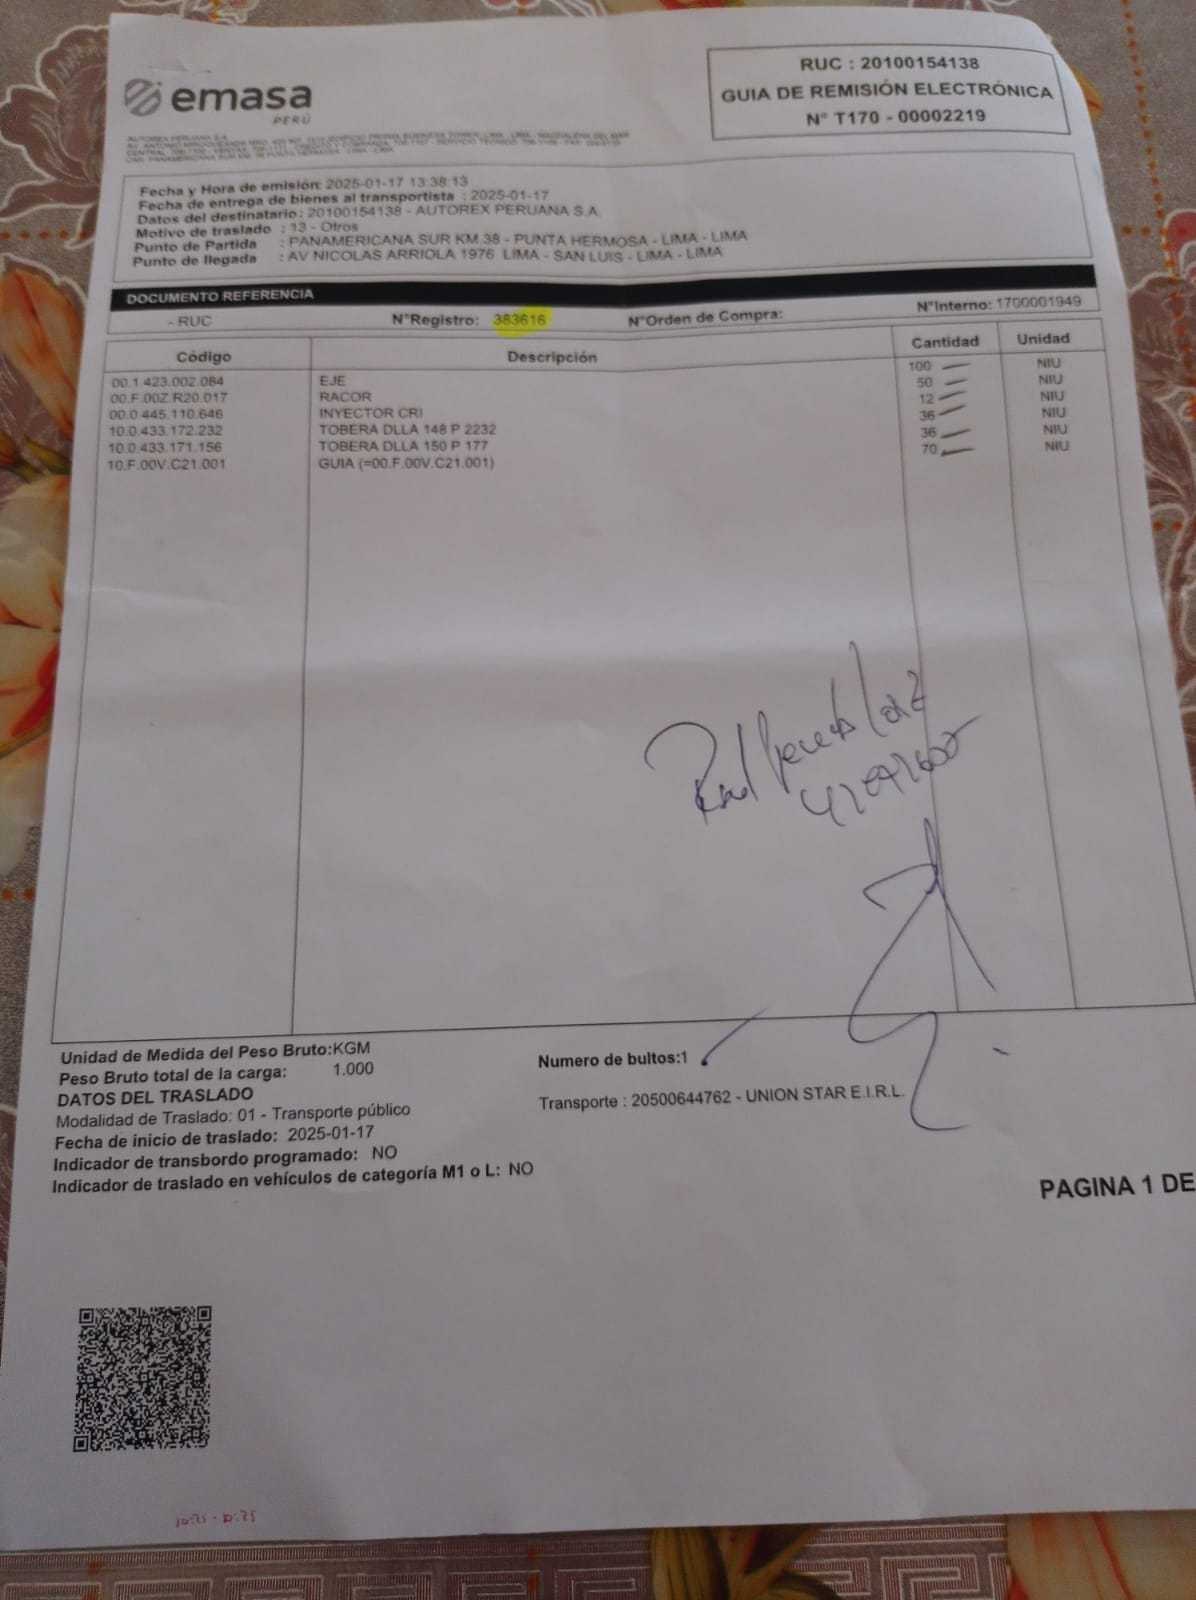 emasa
PERÚ
RUC : 20100154138
GUIA DE REMISIÓN ELECTRÓNICA
N° T170 - 00002219
AUTOREX PERUANA S.A.
Fecha y Hora de emisión: 2025-01-17 13:38:13
Fecha de entrega de bienes al transportista : 2025-01-17
Datos del destinatario: 20100154138 - AUTOREX PERUANA S.A.
Motivo de traslado : 13 - Otros
Punto de Partida : PANAMERICANA SUR KM 38 - PUNTA HERMOSA - LIMA - LIMA
Punto de llegada : AV NICOLAS ARRIOLA 1976 LIMA - SAN LUIS - LIMA - LIMA
DOCUMENTO REFERENCIA
- RUC N°Registro: 383616 N°Orden de Compra: N°Interno: 1700001949
Código Descripción Cantidad Unidad
00.1.423.002.084 EJE 100 NIU
00.F.00Z.R20.017 RACOR 50 NIU
00.0.445.110.646 INYECTOR CRI 12 NIU
10.0.433.172.232 TOBERA DLLA 148 P 2232 36 NIU
10.0.433.171.156 TOBERA DLLA 150 P 177 36 NIU
10.F.00V.C21.001 GUIA (=00.F.00V.C21.001) 70 NIU
Unidad de Medida del Peso Bruto:KGM
Peso Bruto total de la carga: 1.000
Numero de bultos:1
DATOS DEL TRASLADO
Modalidad de Traslado: 01 - Transporte público
Transporte : 20500644762 - UNION STAR E.I.R.L.
Fecha de inicio de traslado: 2025-01-17
Indicador de transbordo programado: NO
Indicador de traslado en vehículos de categoría M1 o L: NO
PAGINA 1 DE